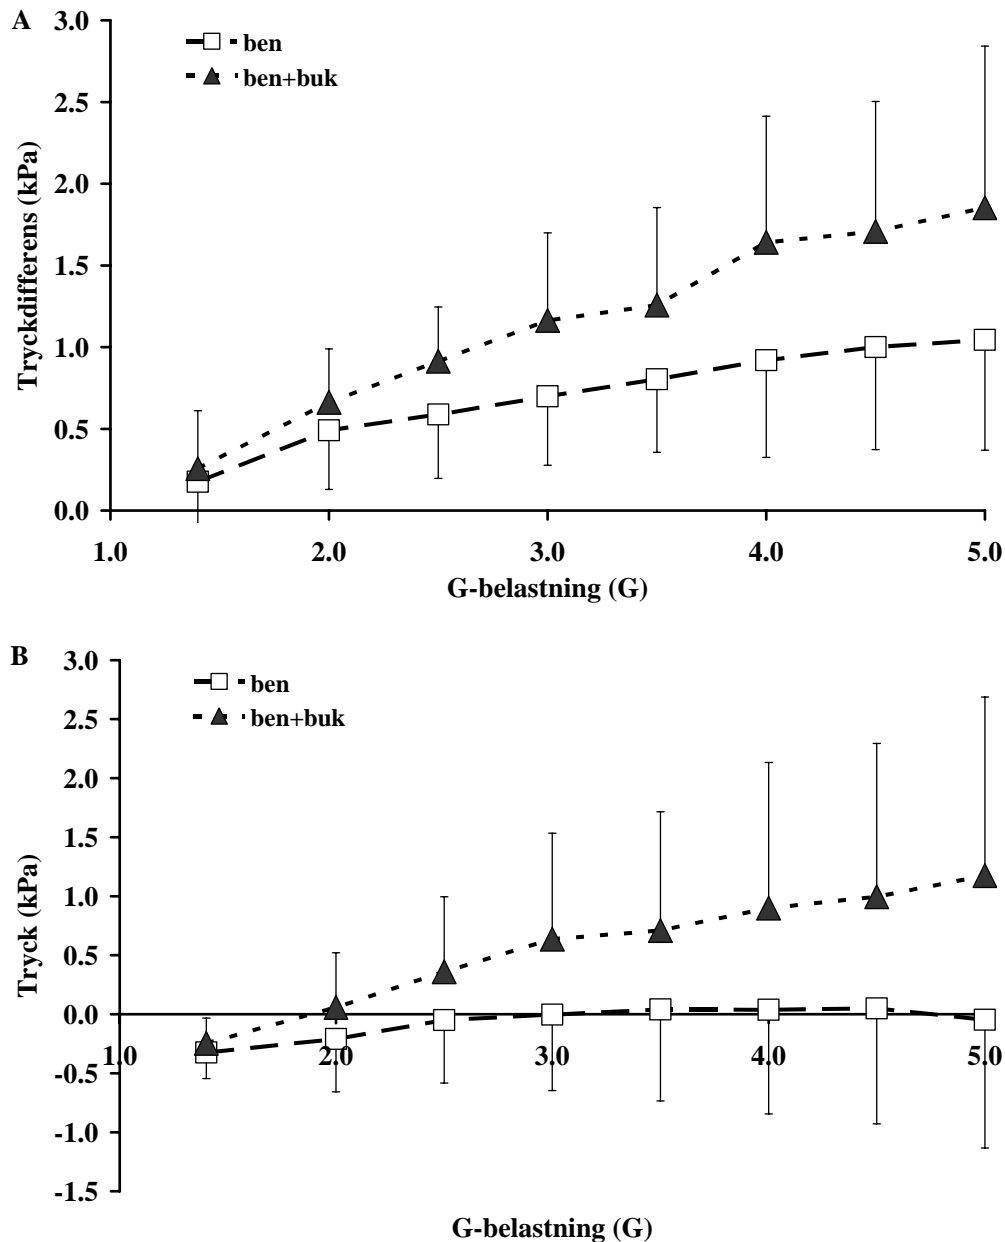 A
ben
ben+buk
Tryckdifferens (kPa)
3.0
2.5
2.0
1.5
1.0
0.5
0.0
1.0 2.0 3.0 4.0 5.0
G-belastning (G)
B
ben
ben+buk
Tryck (kPa)
3.0
2.5
2.0
1.5
1.0
0.5
0.0
-0.5
-1.0
-1.5
1.0 2.0 3.0 4.0 5.0
G-belastning (G)